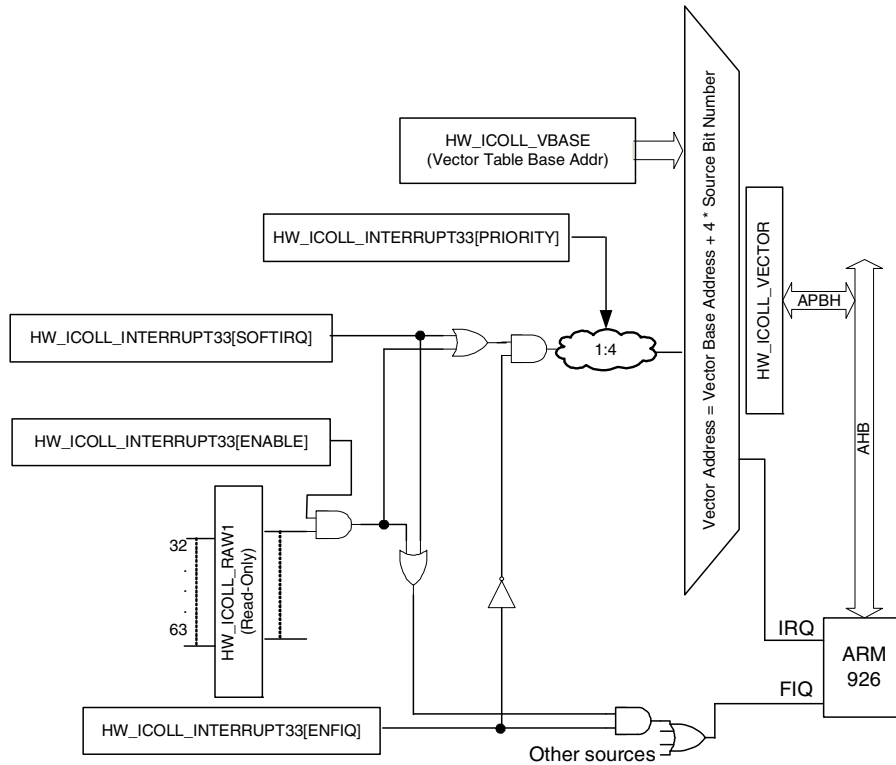 HW_ICOLL_VBASE
(Vector Table Base Addr)
Vector Address = Vector Base Address + 4 * Source Bit Number
HW_ICOLL_VECTOR
HW_ICOLL_INTERRUPT33[PRIORITY]
APBH
HW_ICOLL_INTERRUPT33[SOFTIRQ]
1:4
HW_ICOLL_INTERRUPT33[ENABLE]
AHB
32
.
.
.
63
HW_ICOLL_RAW1
(Read-Only)
IRQ
ARM
926
FIQ
HW_ICOLL_INTERRUPT33[ENFIQ]
Other sources